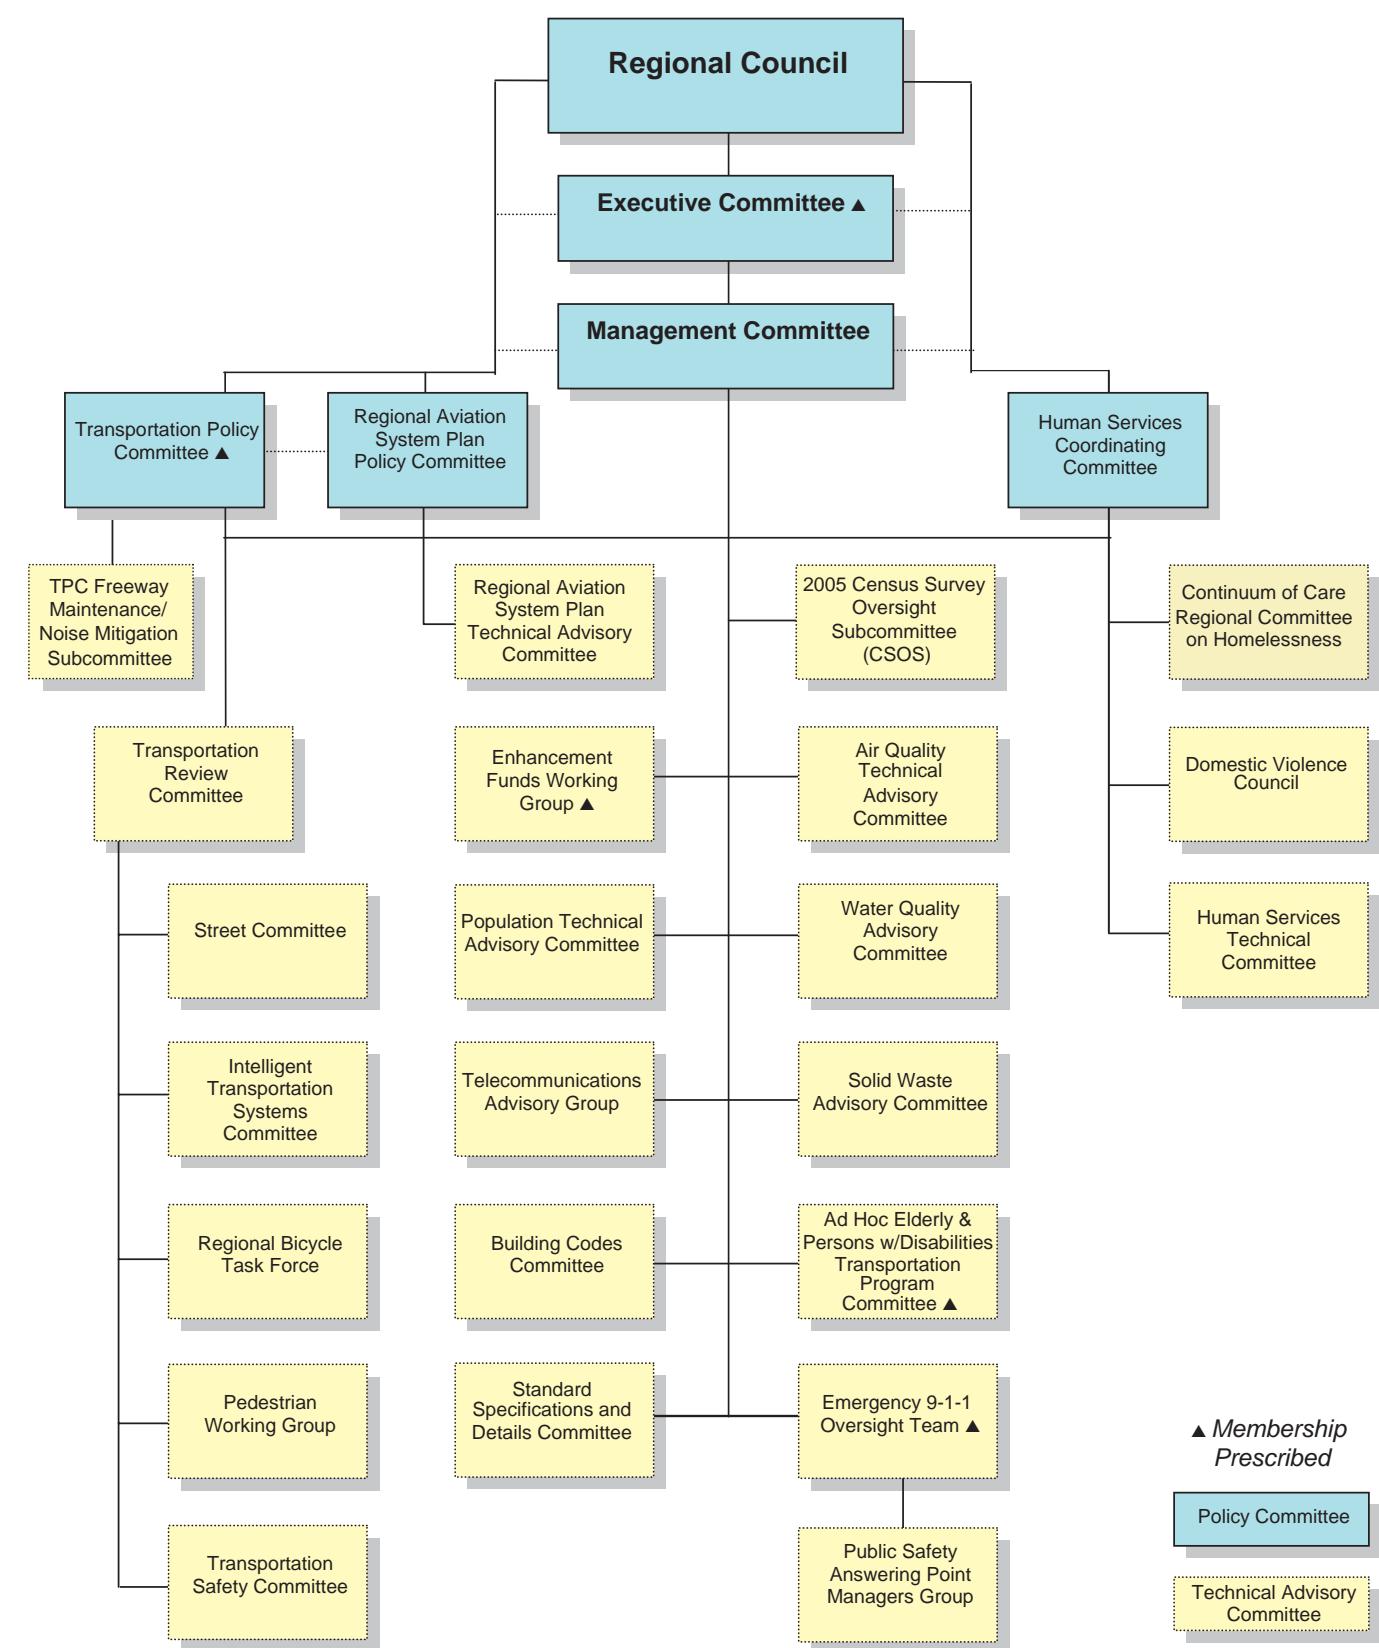 Regional Council
Executive Committee ▲
Management Committee
Transportation Policy
Committee ▲
Regional Aviation
System Plan
Policy Committee
Human Services
Coordinating
Committee
TPC Freeway
Maintenance/
Noise Mitigation
Subcommittee
Regional Aviation
System Plan
Technical Advisory
Committee
2005 Census Survey
Oversight
Subcommittee
(CSOS)
Continuum of Care
Regional Committee
on Homelessness
Transportation
Review
Committee
Enhancement
Funds Working
Group ▲
Air Quality
Technical
Advisory
Committee
Domestic Violence
Council
Street Committee
Population Technical
Advisory Committee
Water Quality
Advisory
Committee
Human Services
Technical
Committee
Intelligent
Transportation
Systems
Committee
Telecommunications
Advisory Group
Solid Waste
Advisory Committee
Regional Bicycle
Task Force
Building Codes
Committee
Ad Hoc Elderly &
Persons w/Disabilities
Transportation
Program
Committee ▲
Pedestrian
Working Group
Standard
Specifications and
Details Committee
Emergency 9-1-1
Oversight Team ▲
Transportation
Safety Committee
Public Safety
Answering Point
Managers Group
▲ Membership
Prescribed
Policy Committee
Technical Advisory
Committee